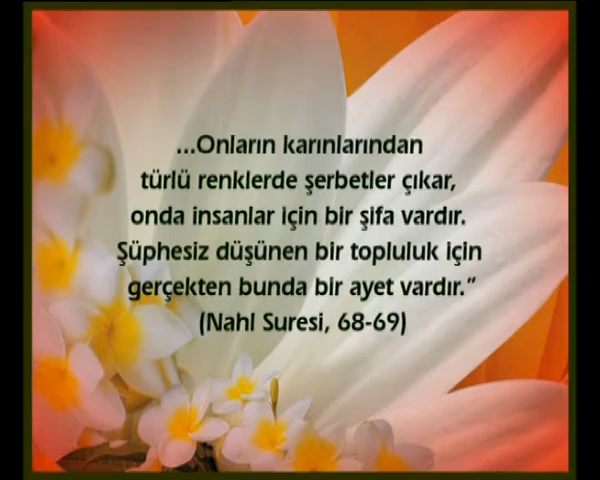 ...Onların karınlarından
türlü renklerde şerbetler çıkar,
onda insanlar için bir şifa vardır.
Şüphesiz düşünen bir topluluk için
gerçekten bunda bir ayet vardır.”
(Nahl Suresi, 68-69)